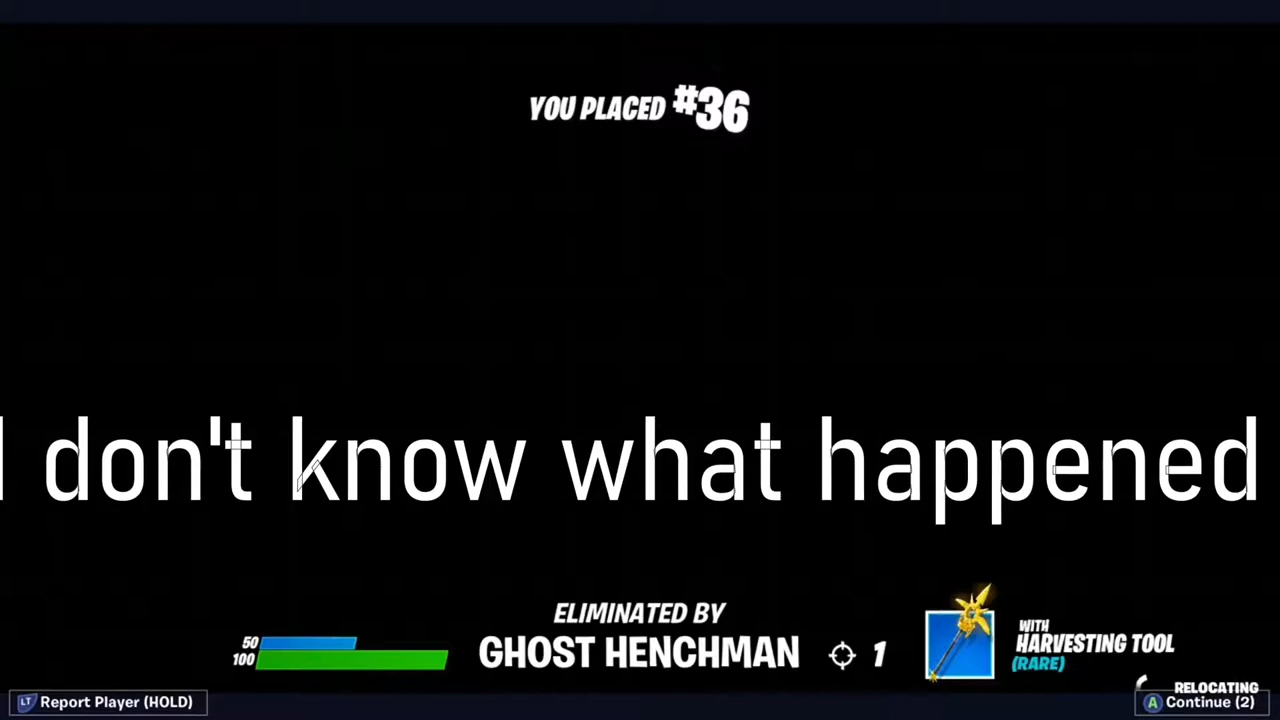 YOU PLACED #36
I don't know what happened
ELIMINATED BY
GHOST HENCHMAN
1
50
100
WITH
HARVESTING TOOL
(RARE)
LT Report Player (HOLD)
RELOCATING
A Continue (2)